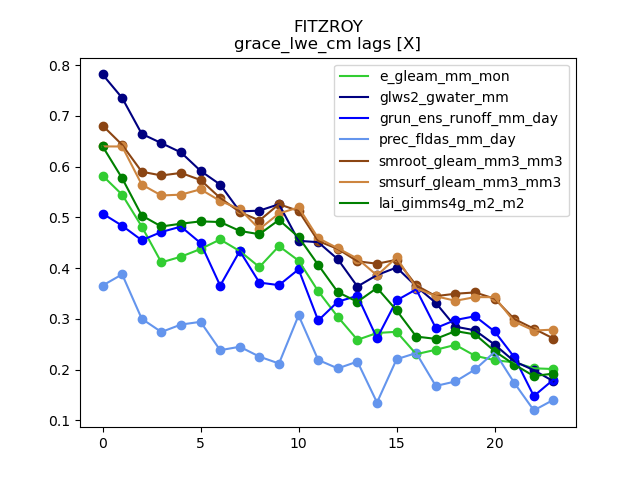 FITZROY
grace_lwe_cm lags [X]
0.8
0.7
0.6
0.5
0.4
0.3
0.2
0.1
0
5
10
15
20
e_gleam_mm_mon
glws2_gwater_mm
grun_ens_runoff_mm_day
prec_fldas_mm_day
smroot_gleam_mm3_mm3
smsurf_gleam_mm3_mm3
lai_gimms4g_m2_m2